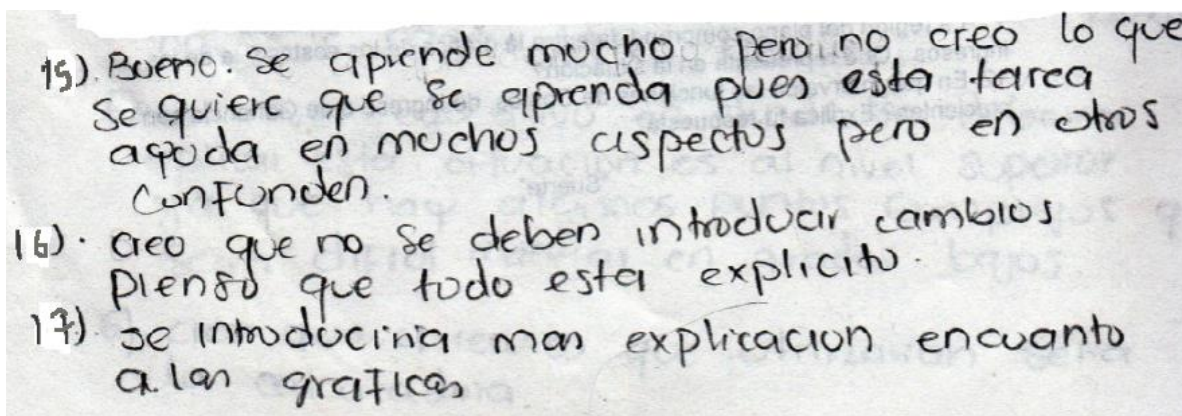 15). Bueno. Se aprende mucho, pero no creo lo que
se quiere que se aprenda pues esta tarea
aguda en muchos aspectos pero en otros
confunden.
16). creo que no se deben introducir cambios
pienso que todo esta explicito.
17) se introduciria mas explicacion encuanto
a las graficas